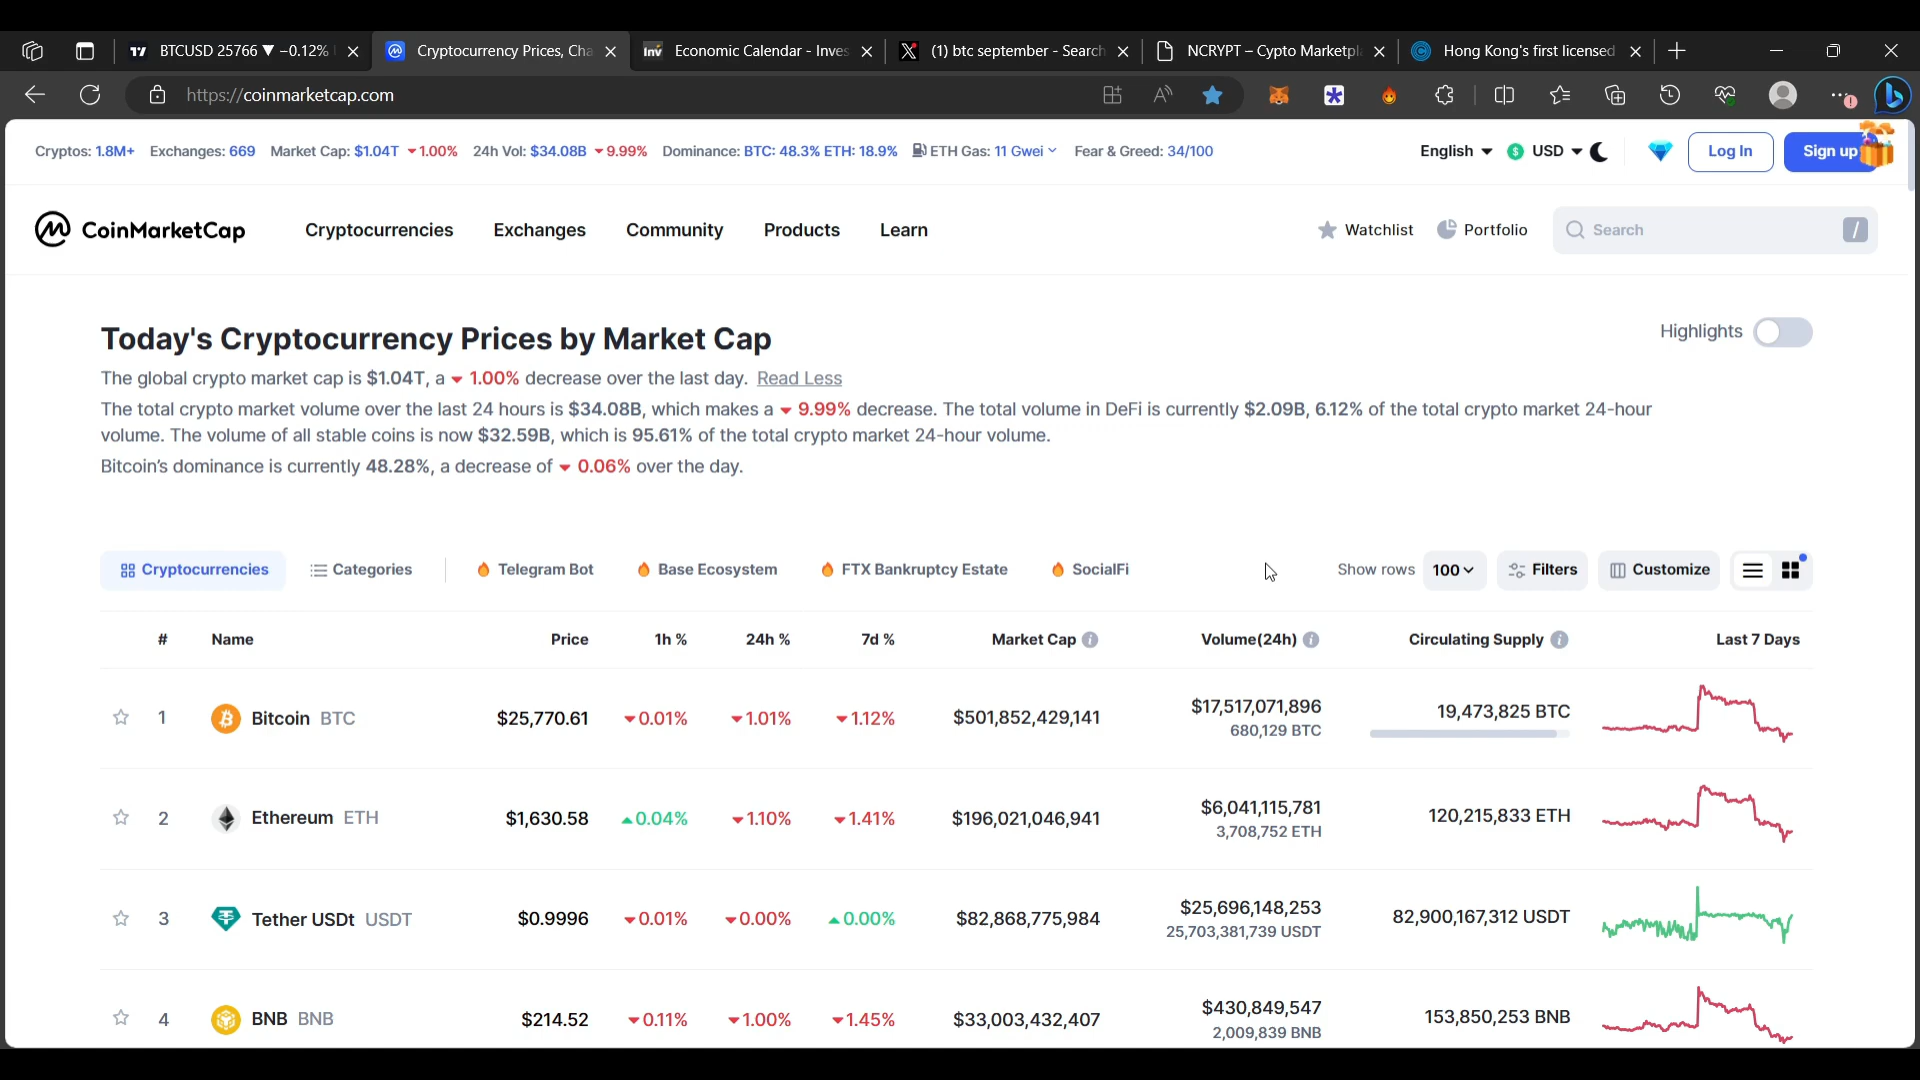 BTCUSD 25766 ▼ −0.12%
Cryptocurrency Prices, Cha
Economic Calendar - Inves
(1) btc september - Search
NCRYPT – Cypto Marketpl
Hong Kong's first licensed
https://coinmarketcap.com
Cryptos: 1.8M+ Exchanges: 669 Market Cap: $1.04T ▼1.00% 24h Vol: $34.08B ▼9.99% Dominance: BTC: 48.3% ETH: 18.9% ETH Gas: 11 Gwei Fear & Greed: 34/100
English USD Log In Sign up
CoinMarketCap Cryptocurrencies Exchanges Community Products Learn Watchlist Portfolio Search /
Today's Cryptocurrency Prices by Market Cap
Highlights
The global crypto market cap is $1.04T, a ▼ 1.00% decrease over the last day. Read Less
The total crypto market volume over the last 24 hours is $34.08B, which makes a ▼ 9.99% decrease. The total volume in DeFi is currently $2.09B, 6.12% of the total crypto market 24-hour
volume. The volume of all stable coins is now $32.59B, which is 95.61% of the total crypto market 24-hour volume.
Bitcoin's dominance is currently 48.28%, a decrease of ▼ 0.06% over the day.
Cryptocurrencies Categories Telegram Bot Base Ecosystem FTX Bankruptcy Estate SocialFi Show rows 100 Filters Customize
# Name Price 1h % 24h % 7d % Market Cap Volume(24h) Circulating Supply Last 7 Days
1 Bitcoin BTC $25,770.61 ▼0.01% ▼1.01% ▼1.12% $501,852,429,141 $17,517,071,896 19,473,825 BTC
680,129 BTC
2 Ethereum ETH $1,630.58 ▲0.04% ▼1.10% ▼1.41% $196,021,046,941 $6,041,115,781 120,215,833 ETH
3,708,752 ETH
3 Tether USDt USDT $0.9996 ▼0.01% ▼0.00% ▲0.00% $82,868,775,984 $25,696,148,253 82,900,167,312 USDT
25,703,381,739 USDT
4 BNB BNB $214.52 ▼0.11% ▼1.00% ▼1.45% $33,003,432,407 $430,849,547 153,850,253 BNB
2,009,839 BNB